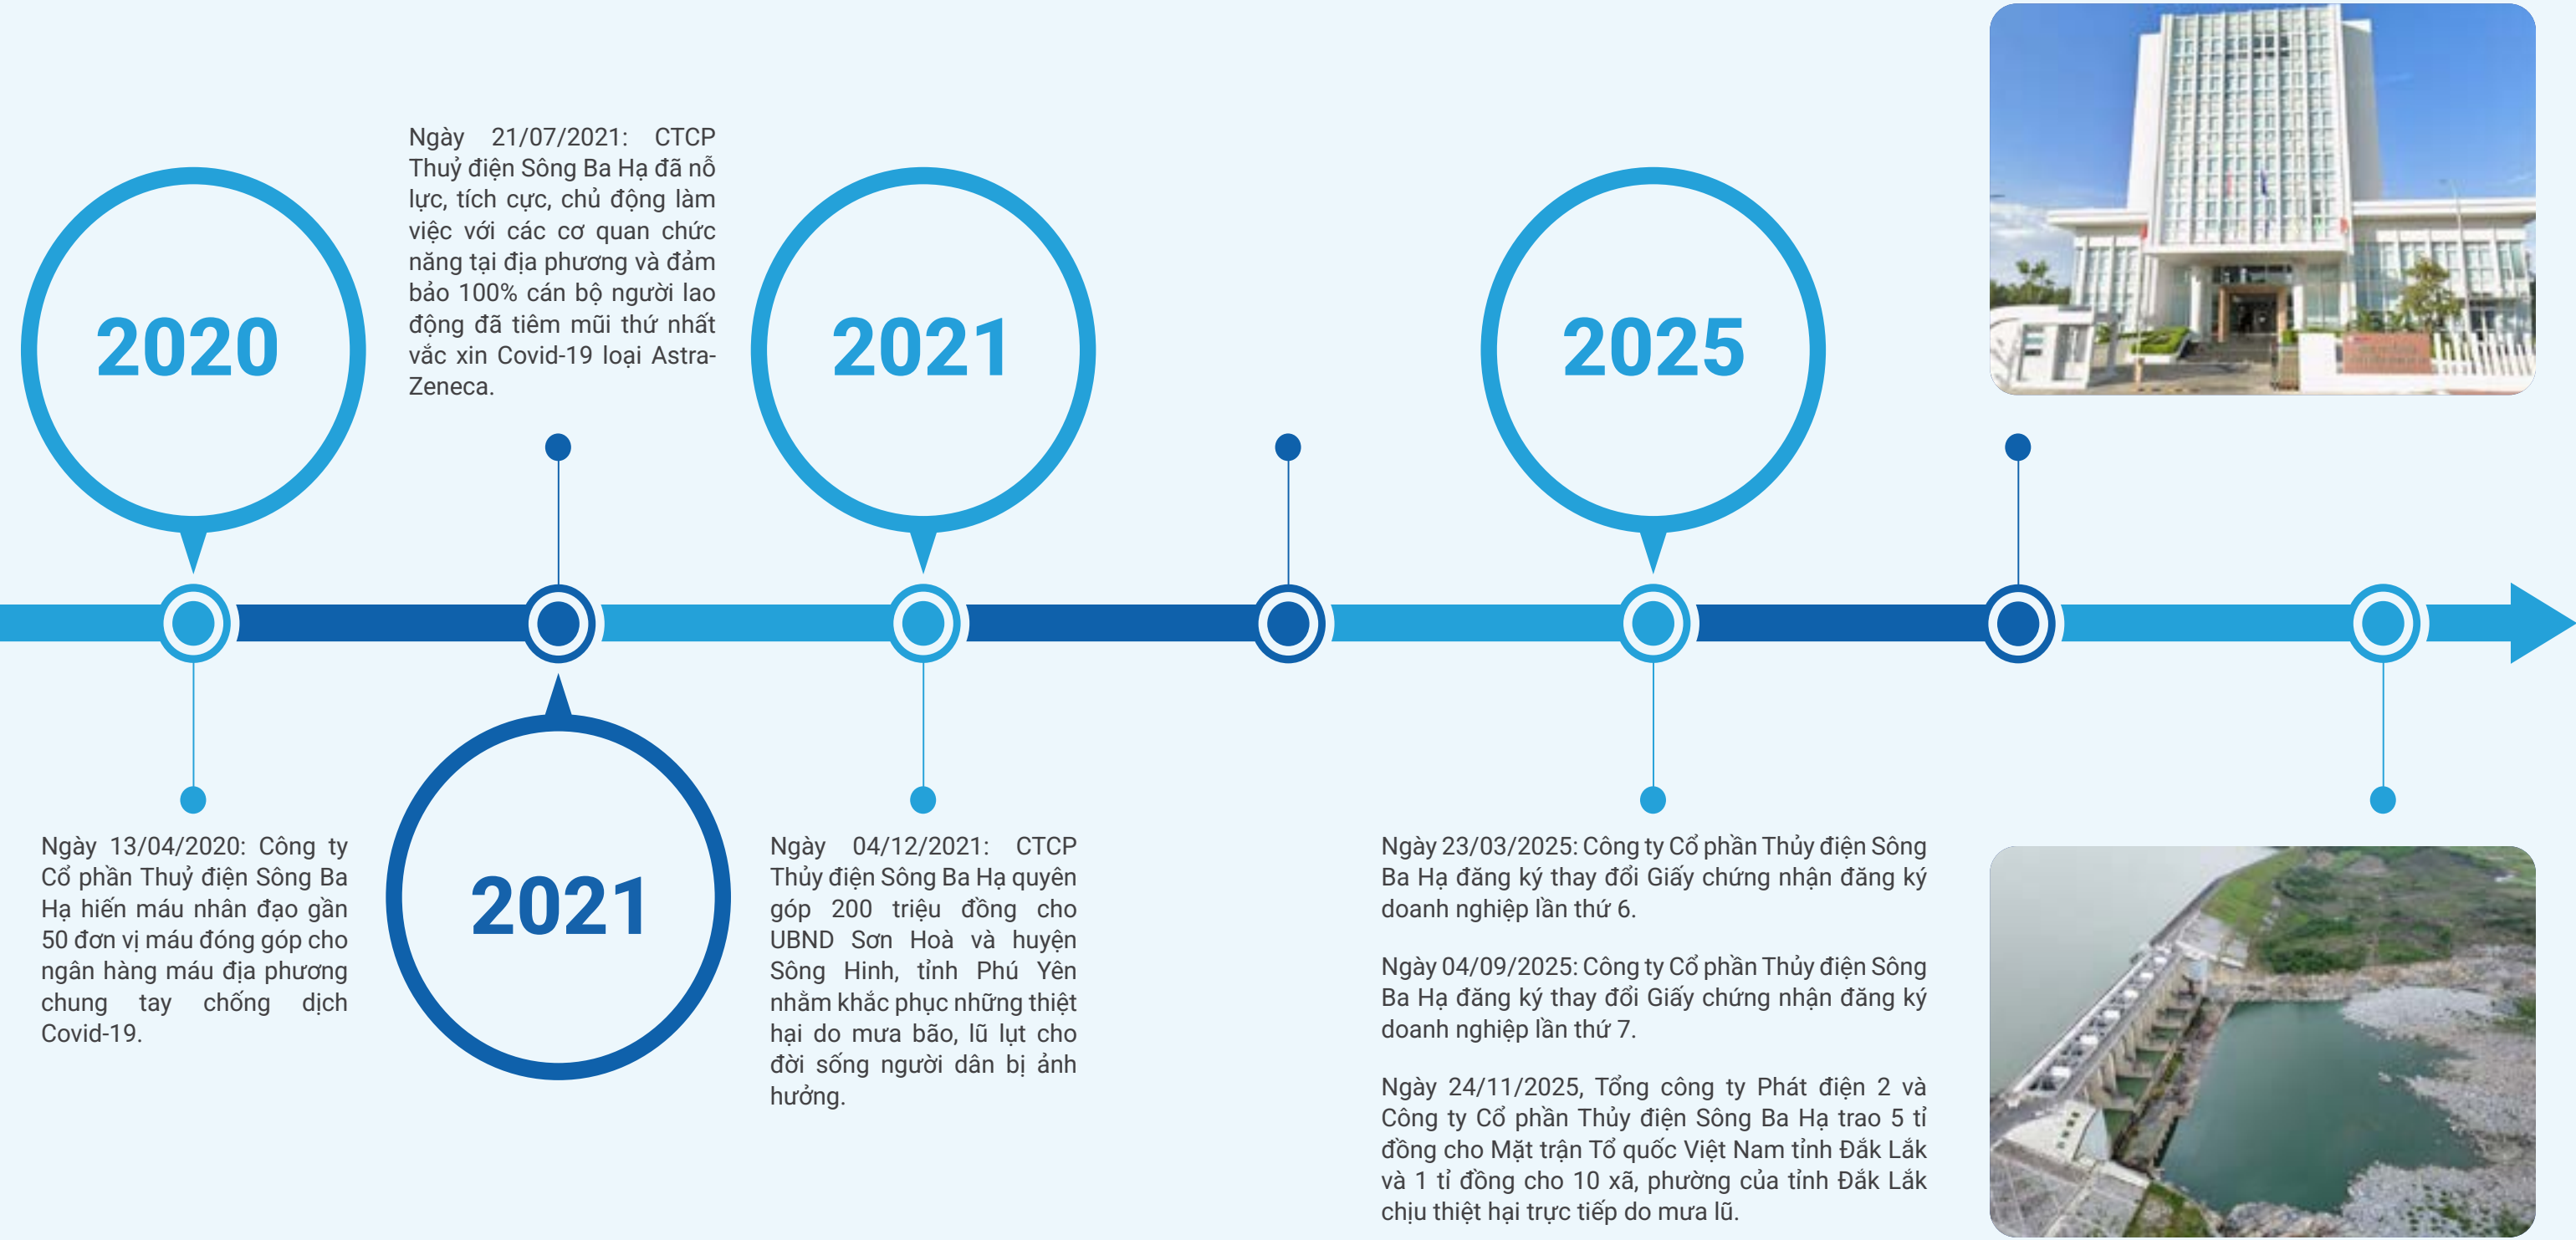 2020
Ngày 13/04/2020: Công ty
Cổ phần Thuỷ điện Sông Ba
Hạ hiến máu nhân đạo gần
50 đơn vị máu đóng góp cho
ngân hàng máu địa phương
chung tay chống dịch
Covid-19.
Ngày 21/07/2021: CTCP
Thuỷ điện Sông Ba Hạ đã nỗ
lực, tích cực, chủ động làm
việc với các cơ quan chức
năng tại địa phương và đảm
bảo 100% cán bộ người lao
động đã tiêm mũi thứ nhất
vắc xin Covid-19 loại Astra-
Zeneca.
2021
2021
Ngày 04/12/2021: CTCP
Thủy điện Sông Ba Hạ quyên
góp 200 triệu đồng cho
UBND Sơn Hoà và huyện
Sông Hinh, tỉnh Phú Yên
nhằm khắc phục những thiệt
hại do mưa bão, lũ lụt cho
đời sống người dân bị ảnh
hưởng.
2025
Ngày 23/03/2025: Công ty Cổ phần Thủy điện Sông
Ba Hạ đăng ký thay đổi Giấy chứng nhận đăng ký
doanh nghiệp lần thứ 6.
Ngày 04/09/2025: Công ty Cổ phần Thủy điện Sông
Ba Hạ đăng ký thay đổi Giấy chứng nhận đăng ký
doanh nghiệp lần thứ 7.
Ngày 24/11/2025, Tổng công ty Phát điện 2 và
Công ty Cổ phần Thủy điện Sông Ba Hạ trao 5 tỉ
đồng cho Mặt trận Tổ quốc Việt Nam tỉnh Đắk Lắk
và 1 tỉ đồng cho 10 xã, phường của tỉnh Đắk Lắk
chịu thiệt hại trực tiếp do mưa lũ.